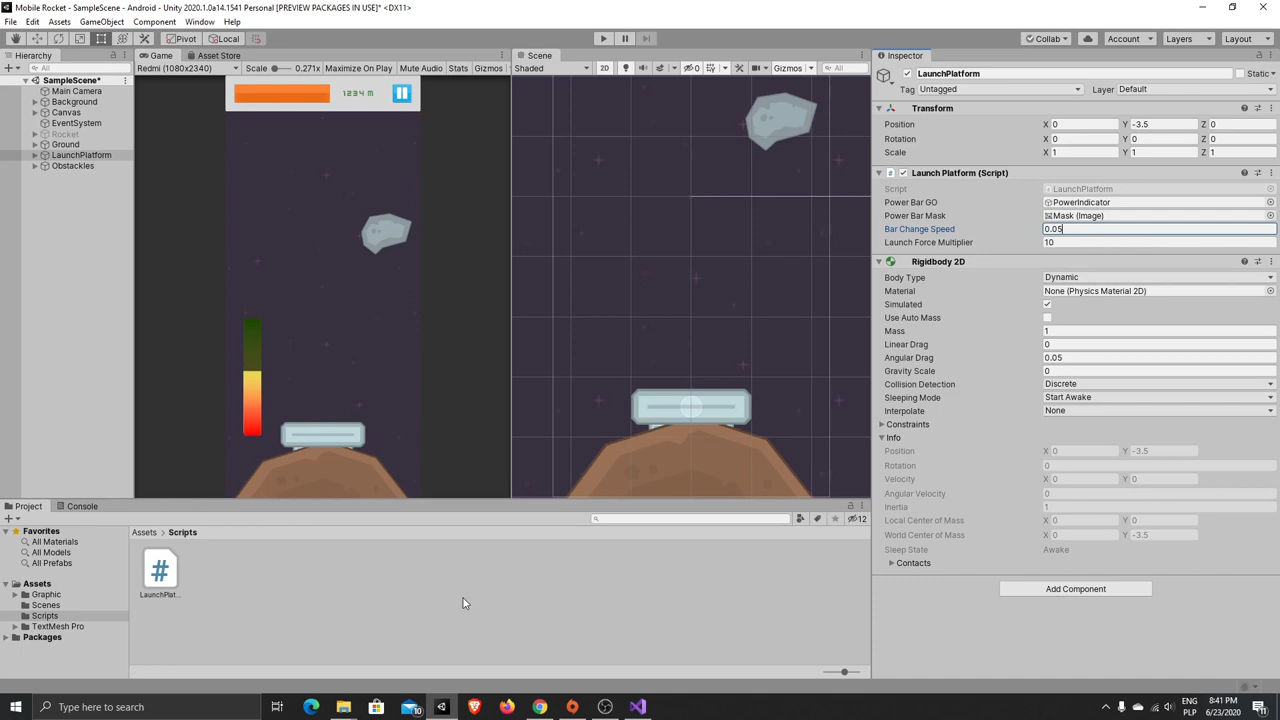 Mobile Rocket - SampleScene - Android - Unity 2020.1.0a14.1541 Personal [PREVIEW PACKAGES IN USE]* <DX11>
File Edit Assets GameObject Component Window Help
Pivot Local Collab Account Layers Layout
Hierarchy
All
SampleScene*
Main Camera
Background
Canvas
EventSystem
Rocket
Ground
LaunchPlatform
Obstackles
Game Asset Store
Redmi (1080x2340) Scale 0.271x Maximize On Play Mute Audio Stats Gizmos
1234 M
Scene
Shaded 2D 0 Gizmos All
Inspector
LaunchPlatform Static
Tag Untagged Layer Default
Transform
Position X 0 Y -3.5 Z 0
Rotation X 0 Y 0 Z 0
Scale X 1 Y 1 Z 1
# Launch Platform (Script)
Script LaunchPlatform
Power Bar GO PowerIndicator
Power Bar Mask Mask (Image)
Bar Change Speed 0.05
Launch Force Multiplier 10
Rigidbody 2D
Body Type Dynamic
Material None (Physics Material 2D)
Simulated
Use Auto Mass
Mass 1
Linear Drag 0
Angular Drag 0.05
Gravity Scale 0
Collision Detection Discrete
Sleeping Mode Start Awake
Interpolate None
Constraints
Info
Position X 0 Y -3.5
Rotation 0
Velocity X 0 Y 0
Angular Velocity 0
Inertia 1
Local Center of Mass X 0 Y 0
World Center of Mass X 0 Y -3.5
Sleep State Awake
Contacts
Add Component
Project Console
12
Favorites
All Materials
All Models
All Prefabs
Assets
Graphic
Scenes
Scripts
TextMesh Pro
Packages
Assets > Scripts
#
LaunchPlat...
Type here to search
10
ENG
PLP
8:41 PM
6/23/2020